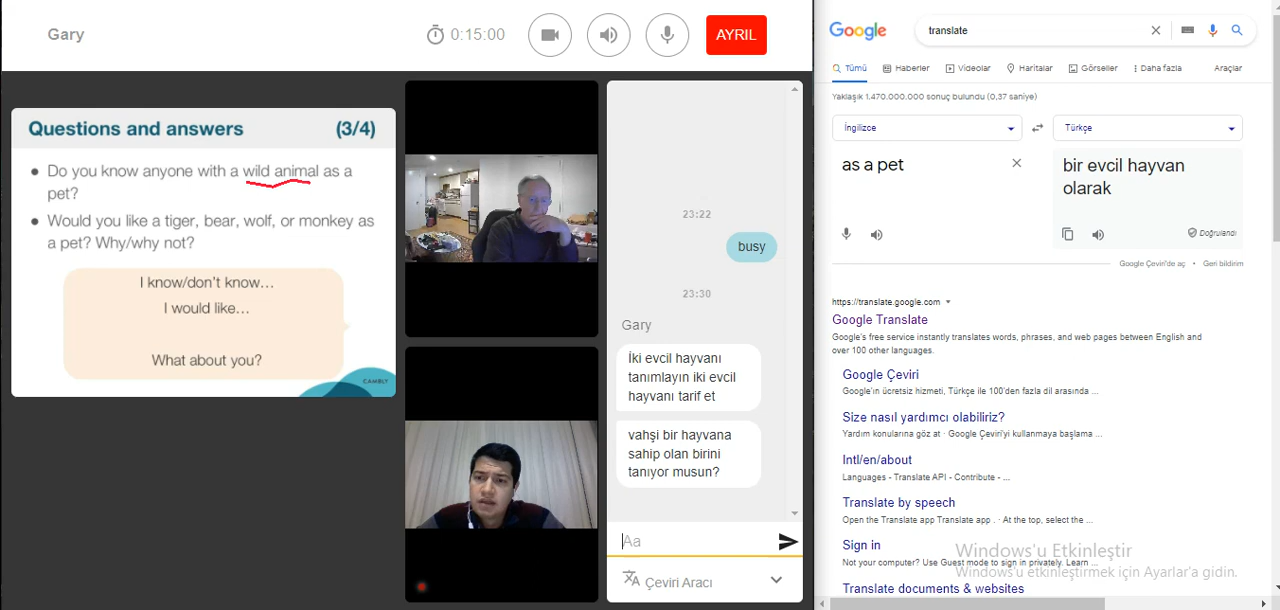 Gary
0:15:00
AYRIL
Questions and answers (3/4)
Do you know anyone with a wild animal as a
pet?
Would you like a tiger, bear, wolf, or monkey as
a pet? Why/why not?
I know/don't know...
I would like...
What about you?
CAMBLY
23:22
busy
23:30
Gary
İki evcil hayvanı
tanımlayın iki evcil
hayvanı tarif et
vahşi bir hayvana
sahip olan birini
tanıyor musun?
Aa
Çeviri Aracı
Google
translate
Tümü
Haberler
Videolar
Haritalar
Görseller
Daha fazla
Araçlar
Yaklaşık 1.470.000.000 sonuç bulundu (0,37 saniye)
İngilizce
Türkçe
as a pet
bir evcil hayvan
olarak
Doğrulandı
Google Çeviri'de aç • Geri bildirim
https://translate.google.com
Google Translate
Google's free service instantly translates words, phrases, and web pages between English and
over 100 other languages.
Google Çeviri
Google'ın ücretsiz hizmeti, Türkçe ile 100'den fazla dil arasında ...
Size nasıl yardımcı olabiliriz?
Yardım konularına göz at · Google Çeviri'yi kullanmaya başlama ...
Intl/en/about
Languages - Translate API - Contribute - ...
Translate by speech
Open the Translate app Translate app . · At the top, select the ...
Sign in
Not your computer? Use Guest mode to sign in privately. Learn ...
Translate documents & websites
Windows'u Etkinleştir
Windows'u etkinleştirmek için Ayarlar'a gidin.